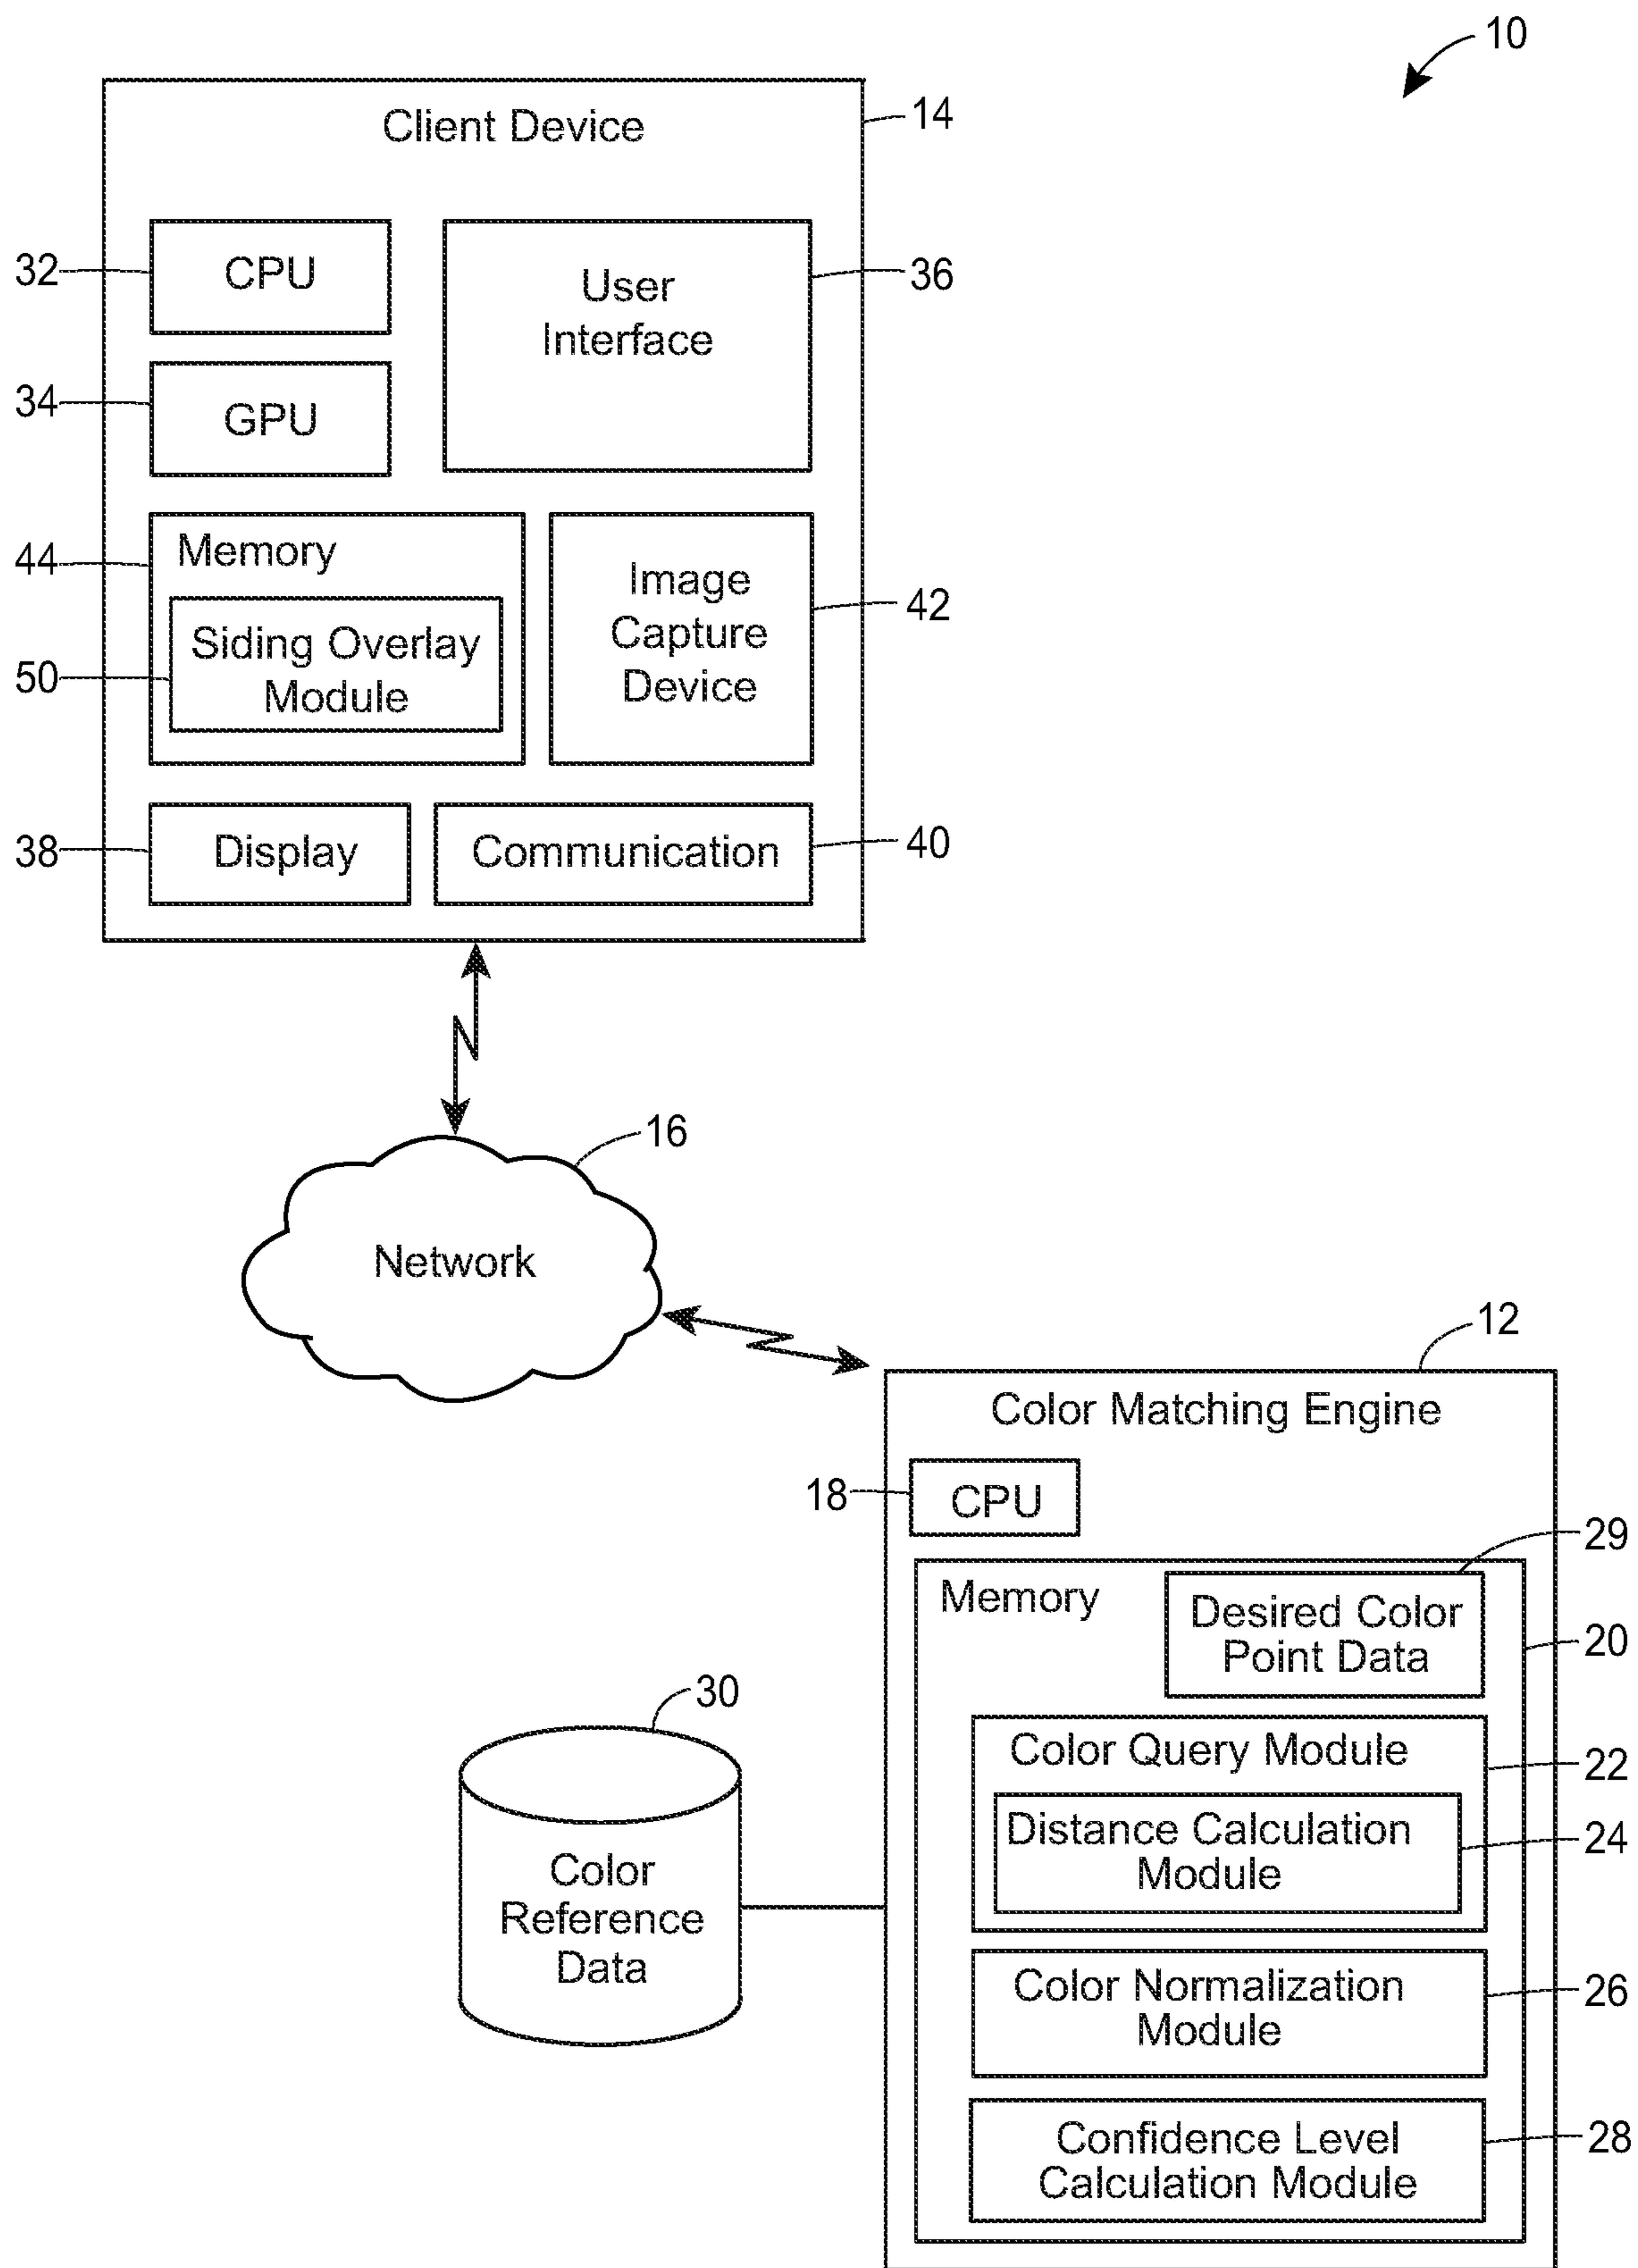 10
Client Device
14
32
CPU
User
Interface
36
34
GPU
44
Memory
Siding Overlay
Module
50
Image
Capture
Device
42
38
Display
Communication
40
16
Network
12
Color Matching Engine
18
CPU
29
Memory
Desired Color
Point Data
20
Color Query Module
22
Distance Calculation
Module
24
30
Color
Reference
Data
Color Normalization
Module
26
Confidence Level
Calculation Module
28